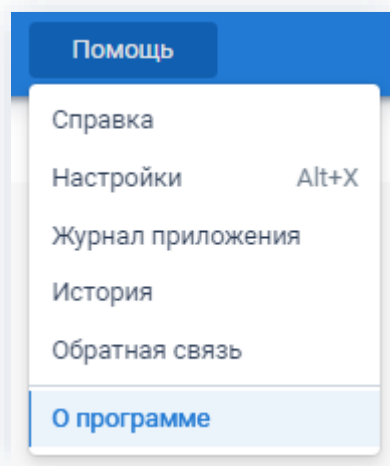 Помощь
Справка
Настройки Alt+X
Журнал приложения
История
Обратная связь
О программе